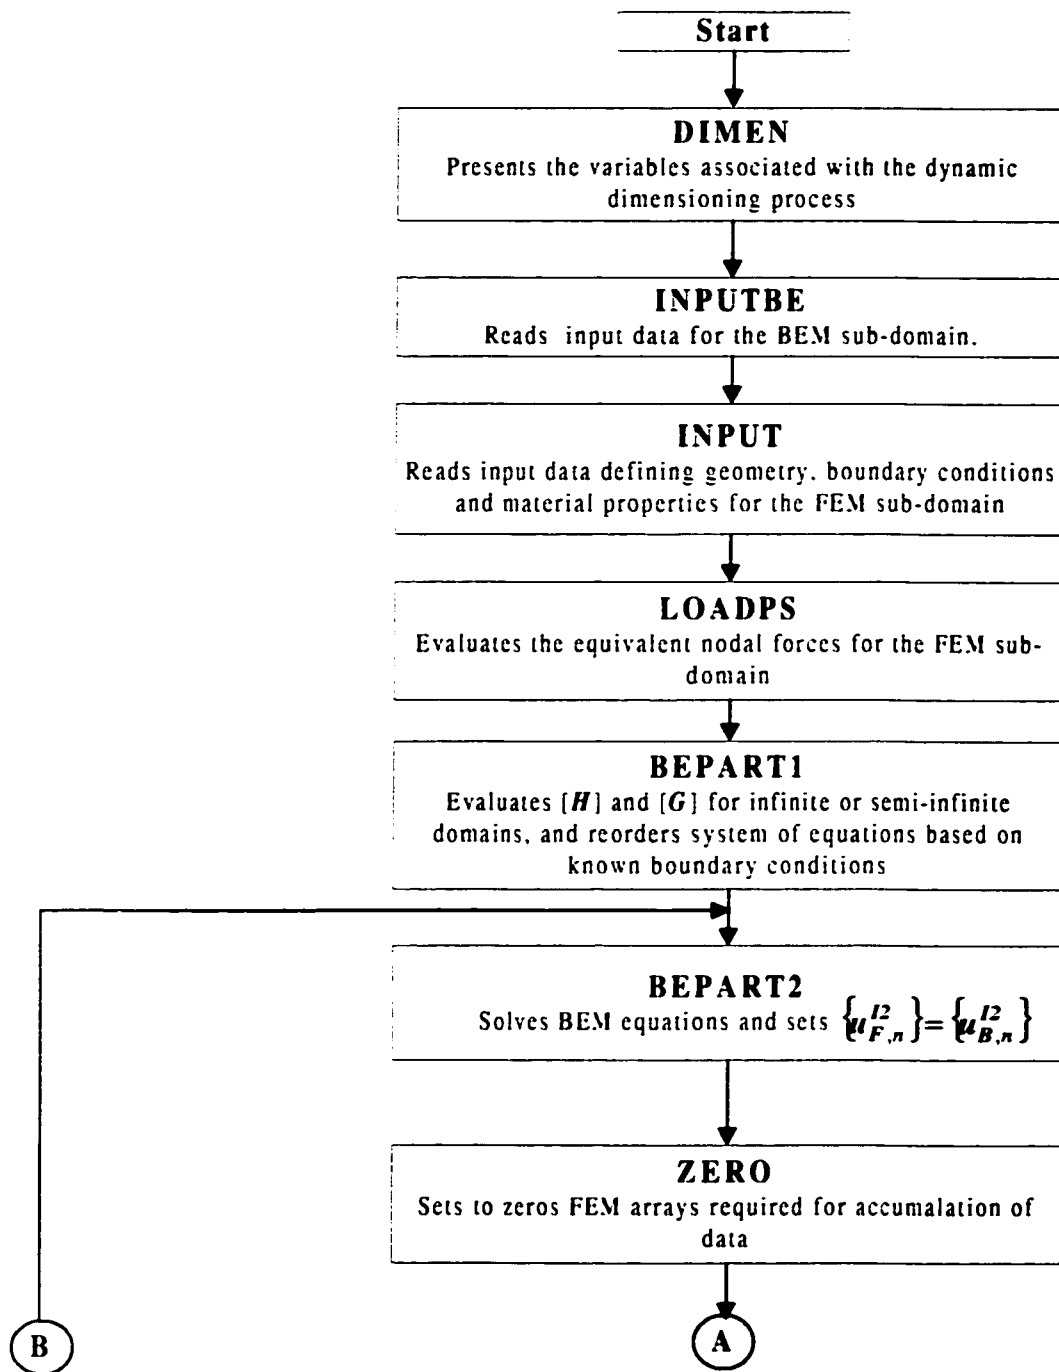 Start
DIMEN
Presents the variables associated with the dynamic
dimensioning process
INPUTBE
Reads input data for the BEM sub-domain.
INPUT
Reads input data defining geometry, boundary conditions
and material properties for the FEM sub-domain
LOADPS
Evaluates the equivalent nodal forces for the FEM sub-
domain
BEPART1
Evaluates [H] and [G] for infinite or semi-infinite
domains, and reorders system of equations based on
known boundary conditions
BEPART2
Solves BEM equations and sets {u_{F,n}^{I2}} = {u_{B,n}^{I2}}
ZERO
Sets to zeros FEM arrays required for accumalation of
data
B
A